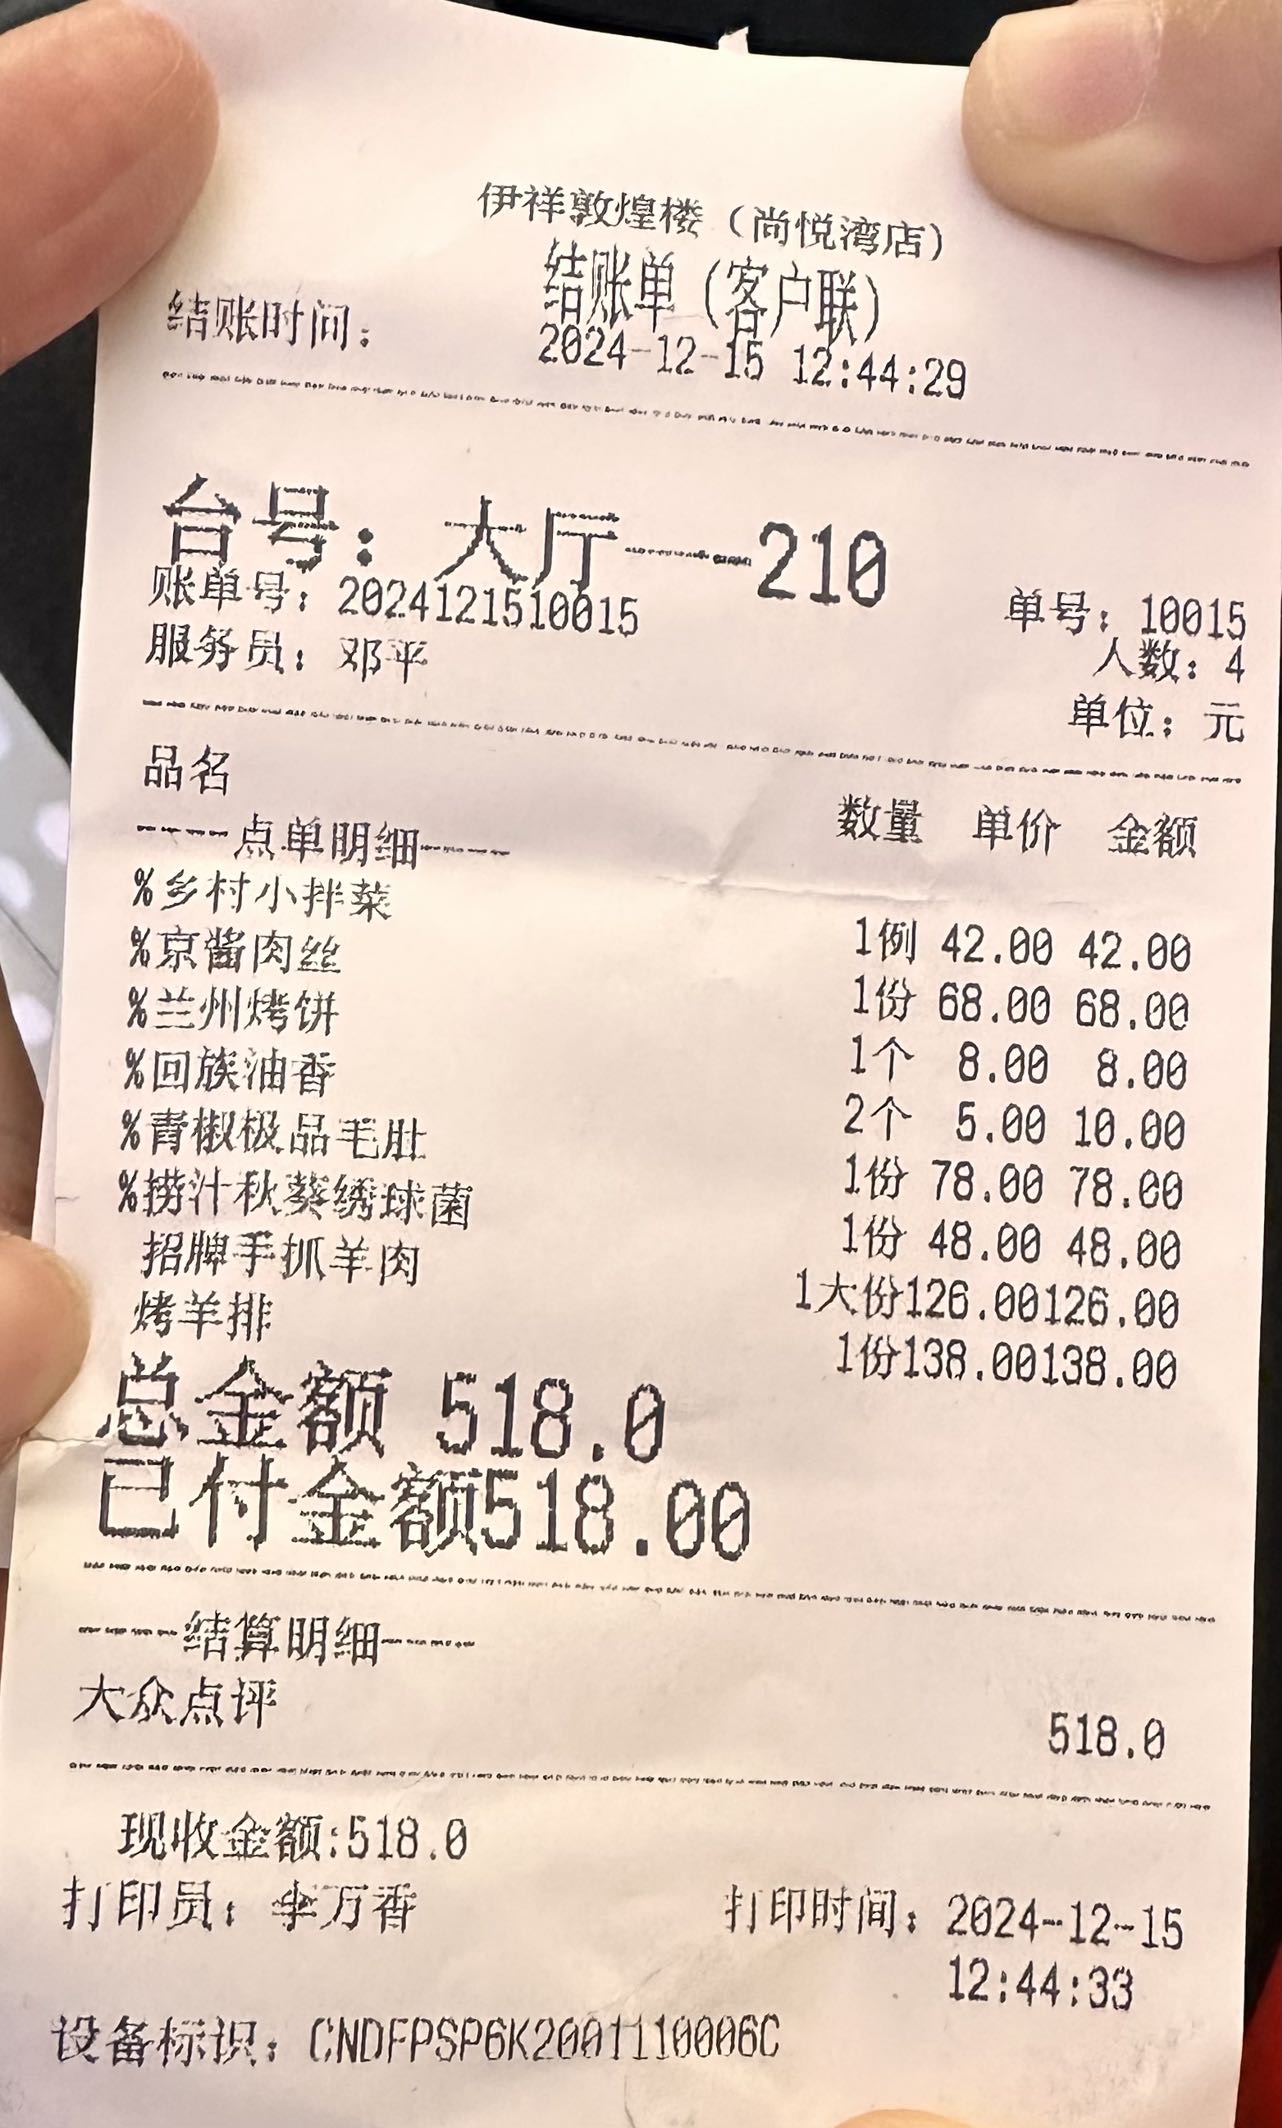 伊祥敦煌楼（尚悦湾店）
结账单（客户联）
结账时间： 2024-12-15 12:44:29
台号：大厅——210
账单号：2024121510015 单号：10015
服务员：邓平 人数：4
单位：元
品名 数量 单价 金额
----点单明细----
%乡村小排菜 1例 42.00 42.00
%京酱肉丝 1份 68.00 68.00
%兰州烤饼 1个 8.00 8.00
%回族油香 2个 5.00 10.00
%青椒极品毛肚 1份 78.00 78.00
%捞汁秋葵绣球菌 1份 48.00 48.00
招牌手抓羊肉 1大份126.00126.00
烤羊排 1份138.00138.00
总金额 518.0
已付金额518.00
----结算明细----
大众点评 518.0
现收金额:518.0
打印员：李万香 打印时间：2024-12-15
12:44:33
设备标识：CNDFPSP6K2001110006C